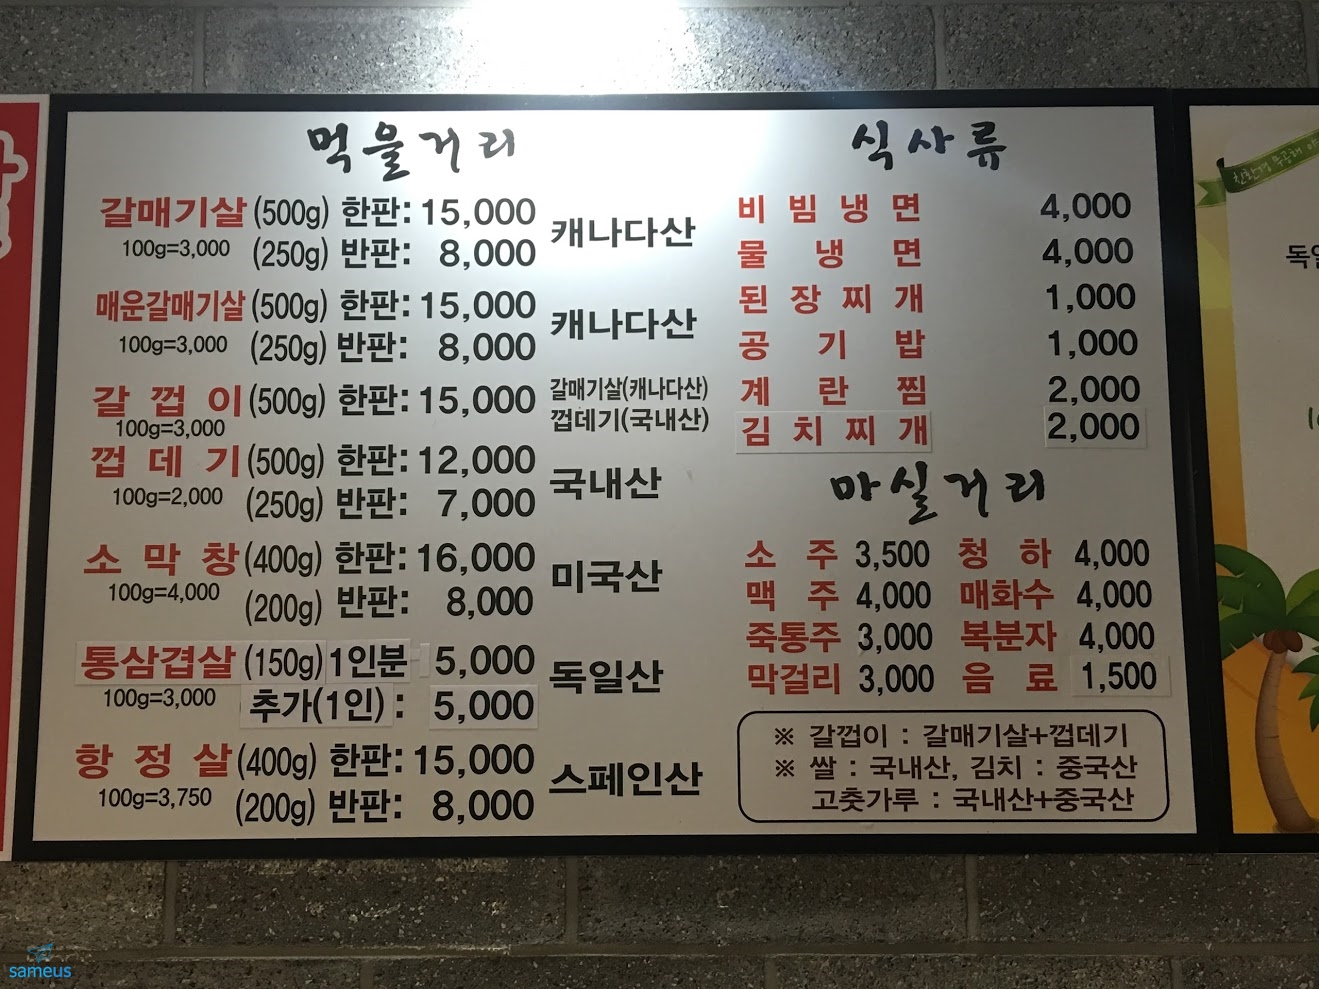 먹을거리
갈매기살 (500g) 한판: 15,000 캐나다산
100g=3,000 (250g) 반판: 8,000
매운갈매기살 (500g) 한판: 15,000 캐나다산
100g=3,000 (250g) 반판: 8,000
갈껍이 (500g) 한판: 15,000 갈매기살(캐나다산)
100g=3,000 껍데기(국내산)
껍데기 (500g) 한판: 12,000 국내산
100g=2,000 (250g) 반판: 7,000
소막창 (400g) 한판: 16,000 미국산
100g=4,000 (200g) 반판: 8,000
통삼겹살 (150g) 1인분 5,000 독일산
100g=3,000 추가(1인) : 5,000
항정살 (400g) 한판: 15,000 스페인산
100g=3,750 (200g) 반판: 8,000
식사류
비빔냉면 4,000
물냉면 4,000
된장찌개 1,000
공기밥 1,000
계란찜 2,000
김치찌개 2,000
마실거리
소주 3,500 청하 4,000
맥주 4,000 매화수 4,000
죽통주 3,000 복분자 4,000
막걸리 3,000 음료 1,500
※ 갈껍이 : 갈매기살+껍데기
※ 쌀 : 국내산, 김치 : 중국산
고춧가루 : 국내산+중국산
친환경
독일
sameus